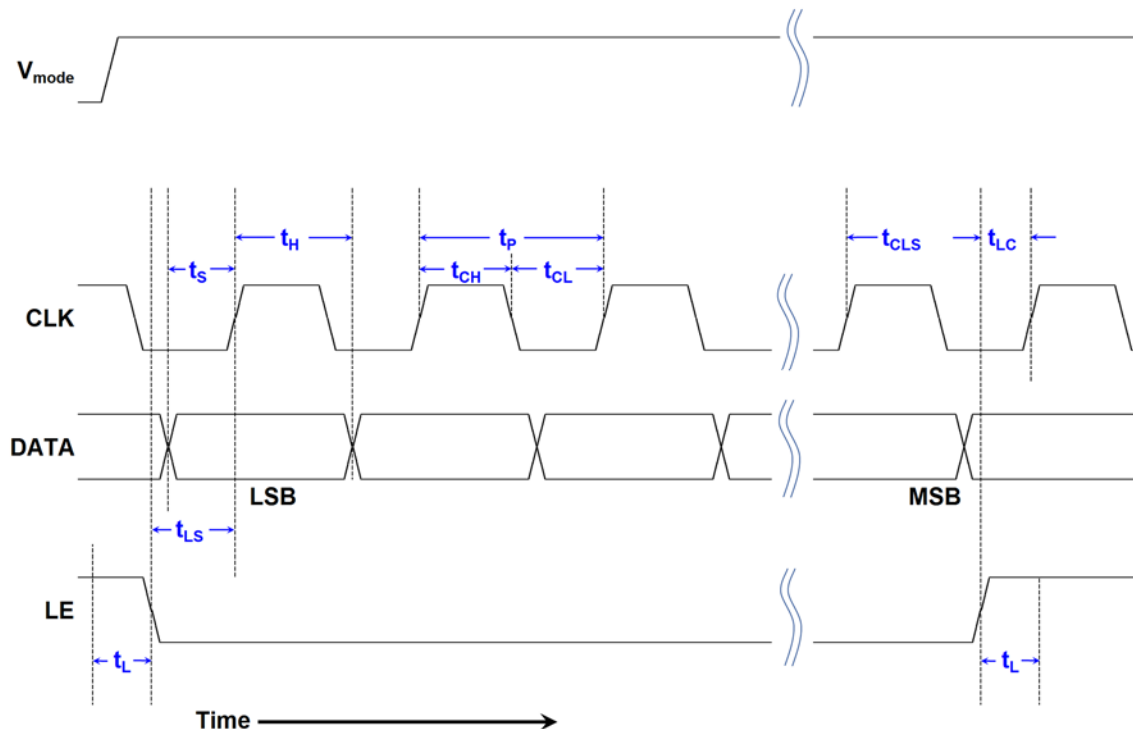 V_mode
t_H
t_P
t_CLS
t_LC
t_S
t_CH
t_CL
CLK
DATA
LSB
MSB
t_LS
LE
t_L
t_L
Time